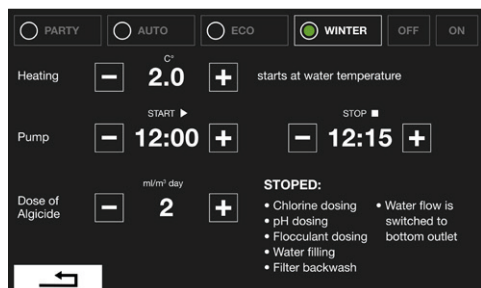 PARTY AUTO ECO WINTER OFF ON
C°
Heating − 2.0 + starts at water temperature
START ▶ STOP ■
Pump − 12:00 + − 12:15 +
ml/m³ day
Dose of
Algicide − 2 +
STOPED:
• Chlorine dosing
• pH dosing
• Flocculant dosing
• Water filling
• Filter backwash
• Water flow is
switched to
bottom outlet